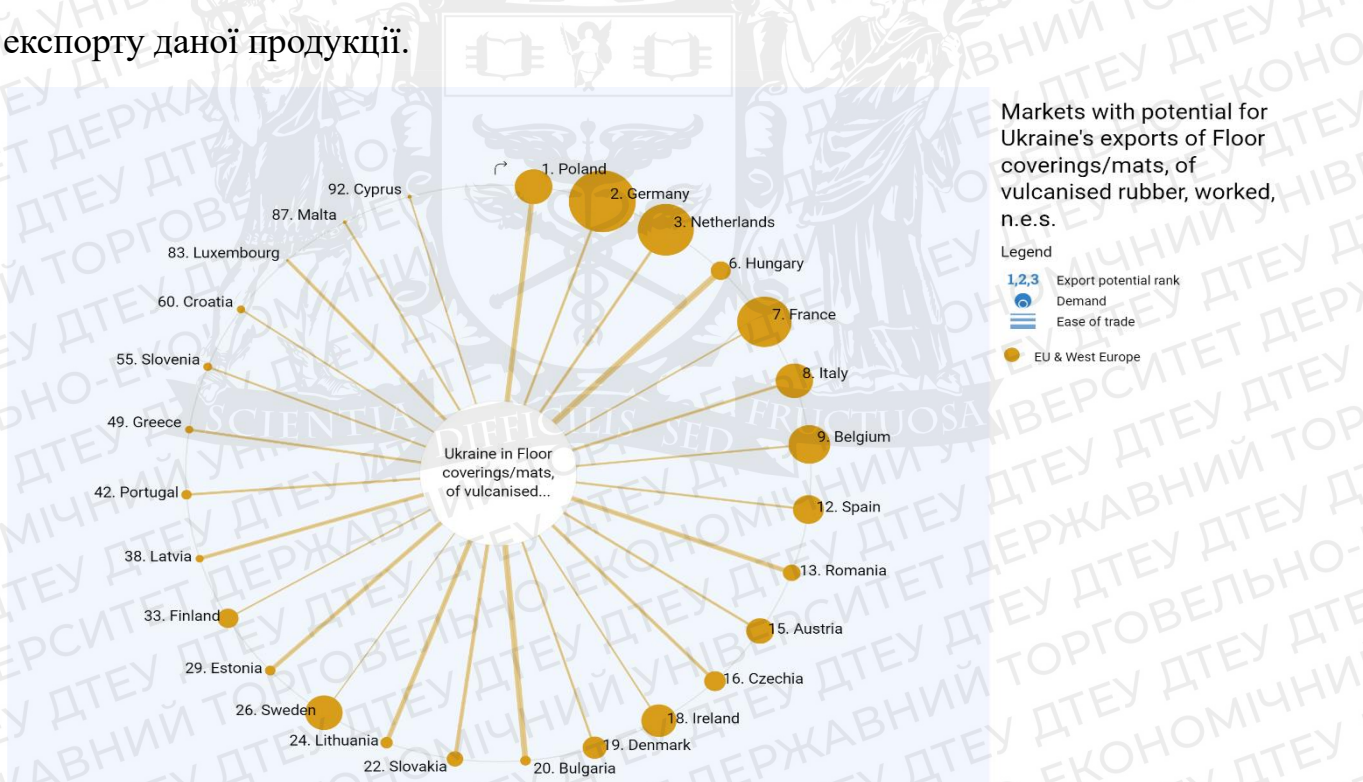 експорту даної продукції.
1. Poland
2. Germany
3. Netherlands
6. Hungary
7. France
8. Italy
9. Belgium
12. Spain
13. Romania
15. Austria
16. Czechia
18. Ireland
19. Denmark
20. Bulgaria
22. Slovakia
24. Lithuania
26. Sweden
29. Estonia
33. Finland
38. Latvia
42. Portugal
49. Greece
55. Slovenia
60. Croatia
83. Luxembourg
87. Malta
92. Cyprus
Ukraine in Floor
coverings/mats,
of vulcanised...
Markets with potential for
Ukraine's exports of Floor
coverings/mats, of
vulcanised rubber, worked,
n.e.s.
Legend
1,2,3 Export potential rank
Demand
Ease of trade
EU & West Europe
SCIENTIA DIFFICILIS SED FRUCTUOSA